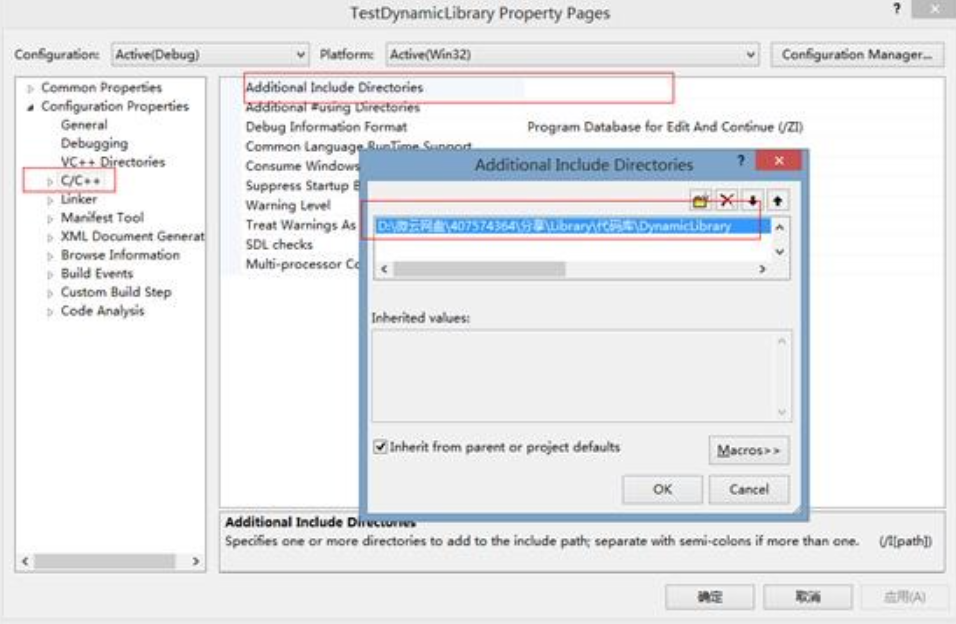 TestDynamicLibrary Property Pages
?
Configuration: Active(Debug) Platform: Active(Win32) Configuration Manager...
Common Properties
Configuration Properties
General
Debugging
VC++ Directories
C/C++
Linker
Manifest Tool
XML Document Generat
Browse Information
Build Events
Custom Build Step
Code Analysis
Additional Include Directories
Additional #using Directories
Debug Information Format Program Database for Edit And Continue (/ZI)
Common Language RunTime Support
Consume Windows
Suppress Startup B
Warning Level
Treat Warnings As
SDL checks
Multi-processor Co
Additional Include Directories ?
D:\微云网盘\407574364\分享\Library\代码库\DynamicLibrary
Inherited values:
Inherit from parent or project defaults
Macros>>
OK Cancel
Additional Include Directories
Specifies one or more directories to add to the include path; separate with semi-colons if more than one. (/I[path])
确定 取消 应用(A)